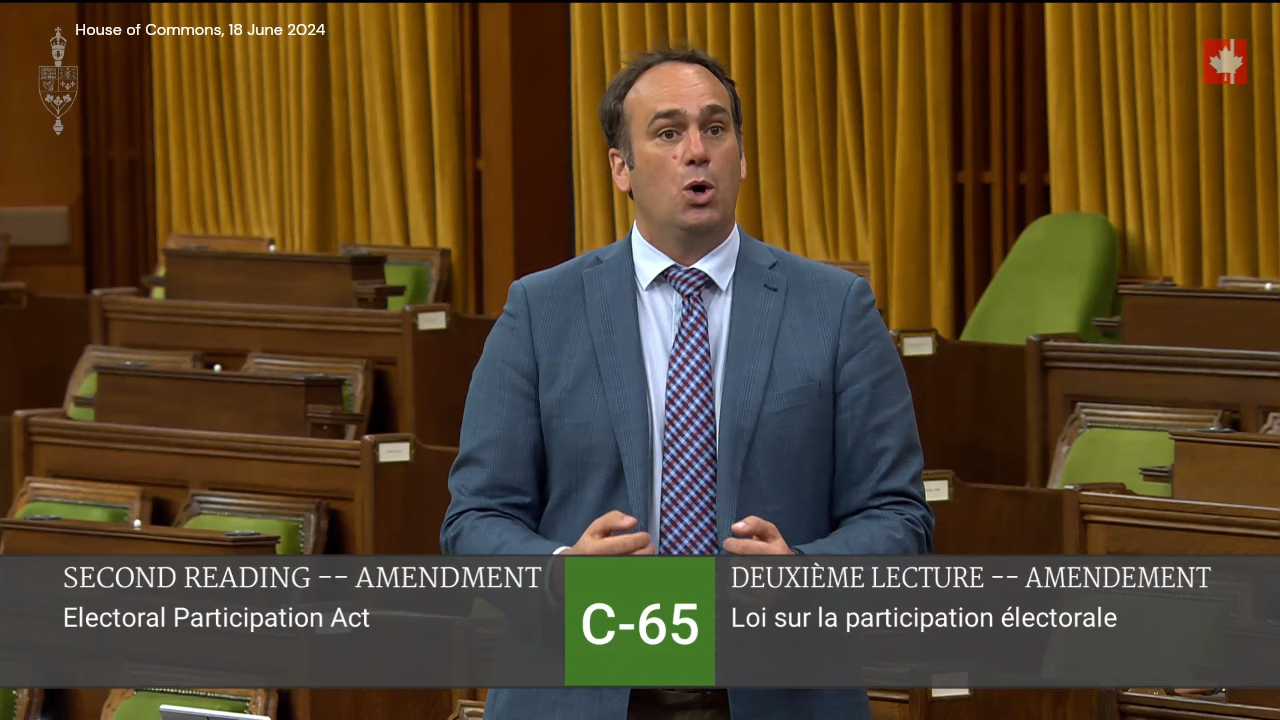 House of Commons, 18 June 2024
SECOND READING -- AMENDMENT
Electoral Participation Act
C-65
DEUXIÈME LECTURE -- AMENDEMENT
Loi sur la participation électorale